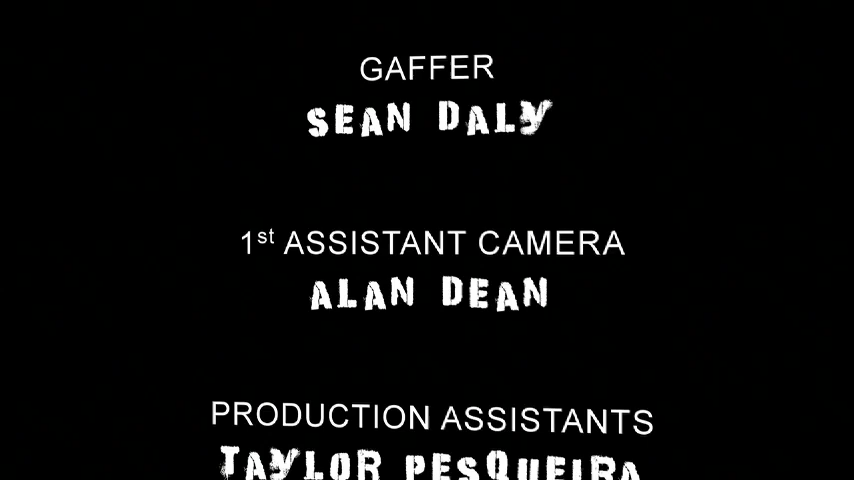 GAFFER
SEAN DALY
1st ASSISTANT CAMERA
ALAN DEAN
PRODUCTION ASSISTANTS
TAYLOR PESQUEIRA